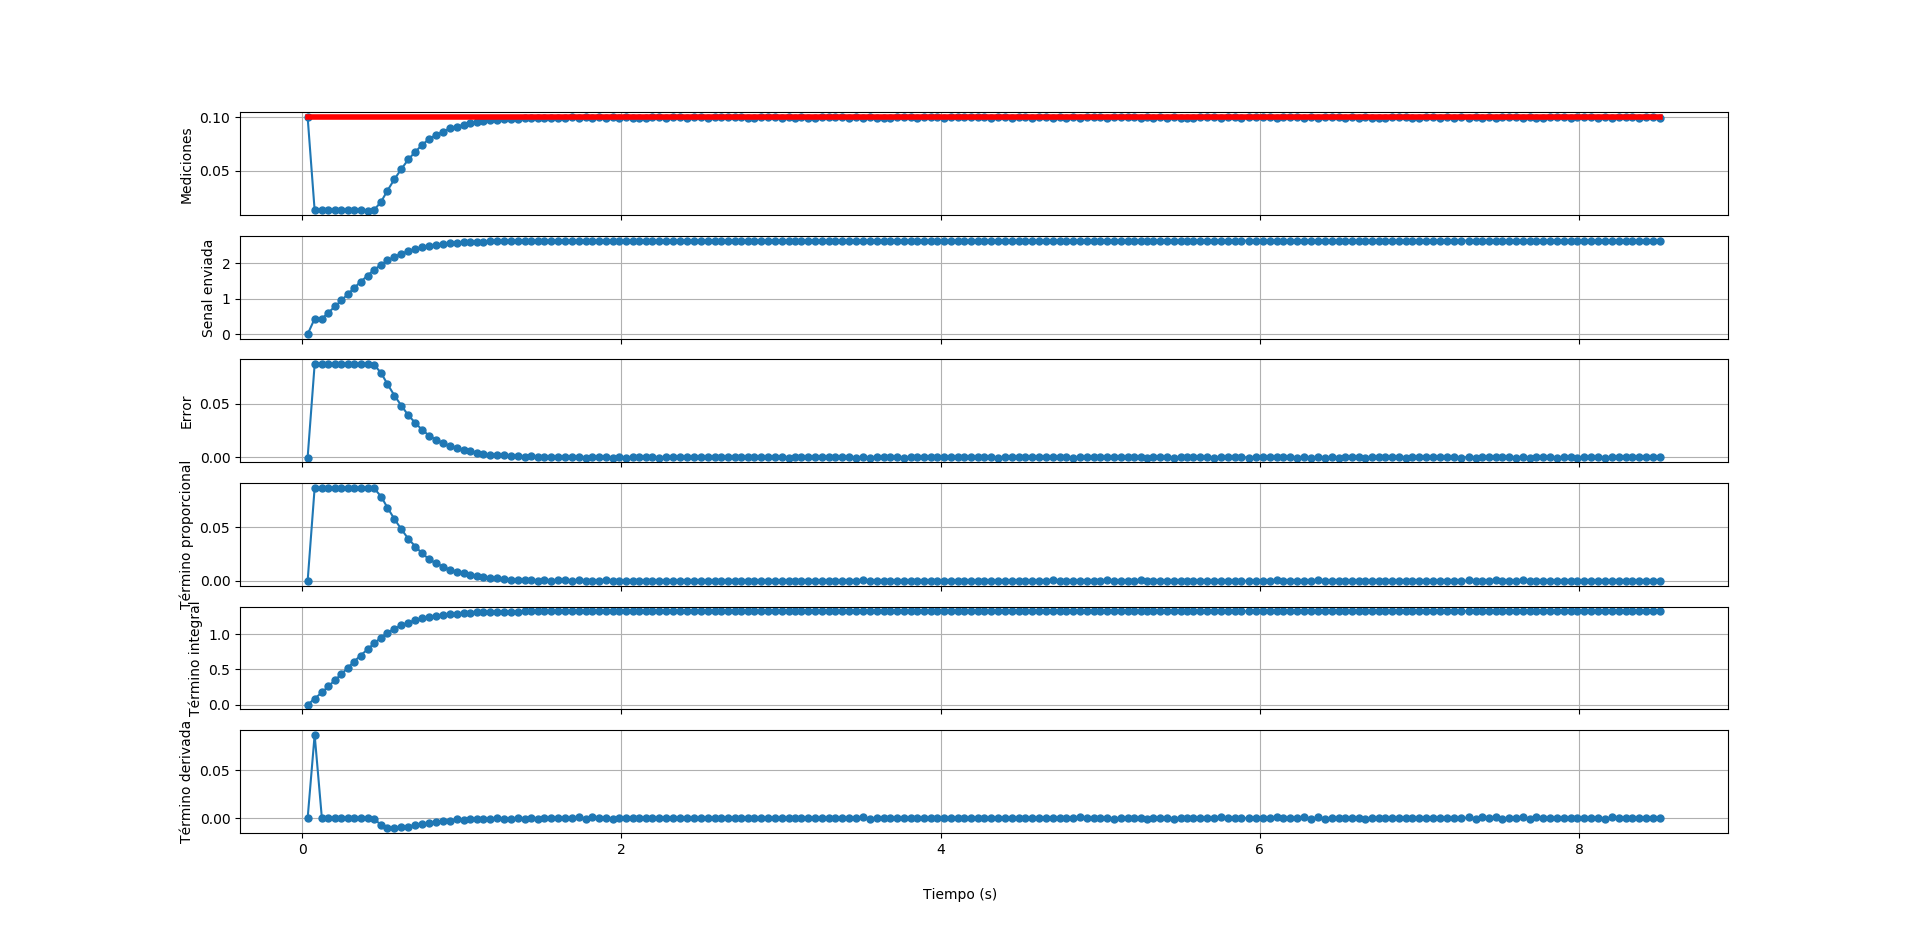 Mediciones
0.10
0.05
Senal enviada
2
1
0
Error
0.05
0.00
Término proporcional
0.05
0.00
Término integral
1.0
0.5
0.0
Término derivada
0.05
0.00
0 2 4 6 8
Tiempo (s)